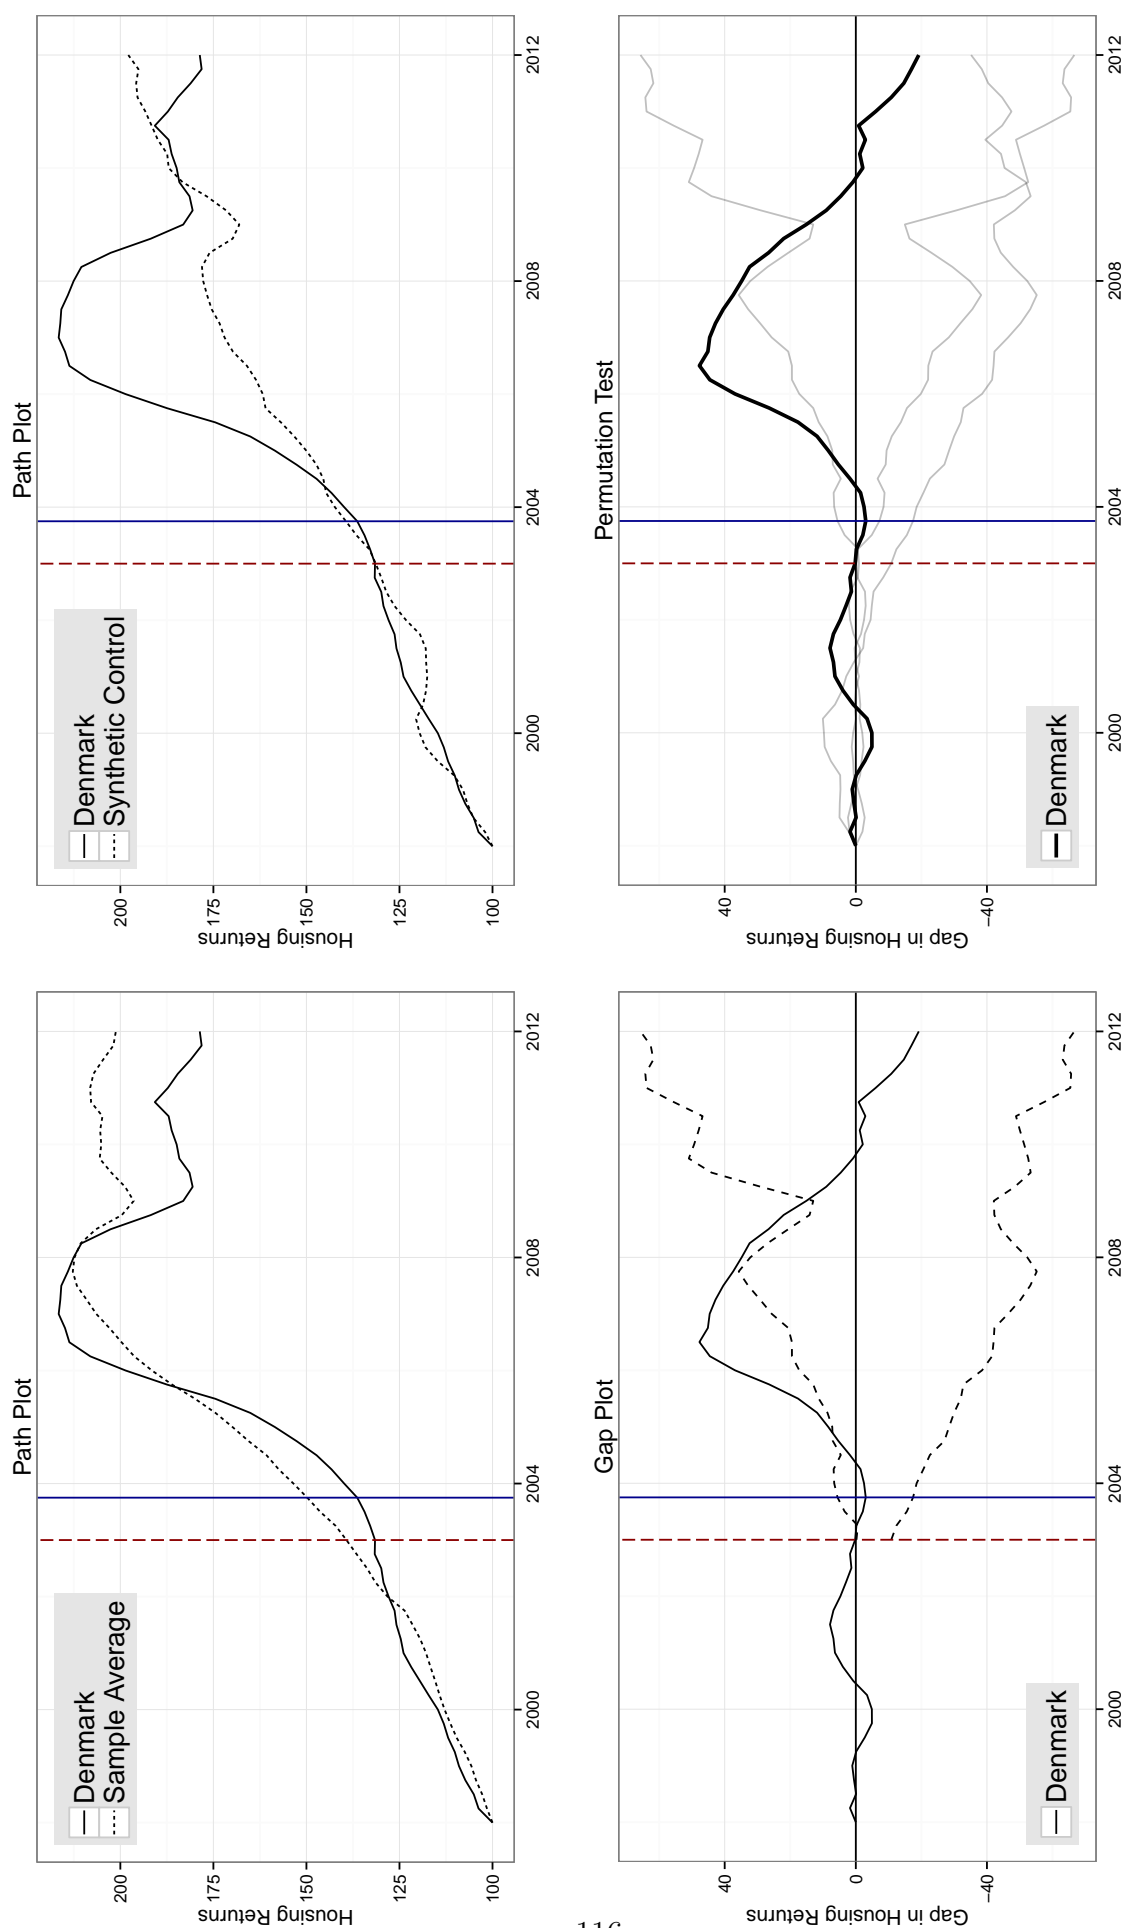 Path Plot
Denmark
Sample Average
Housing Returns
200
175
150
125
100
2000
2004
2008
2012
Path Plot
Denmark
Synthetic Control
Housing Returns
200
175
150
125
100
2000
2004
2008
2012
Gap Plot
Denmark
Gap in Housing Returns
40
0
−40
2000
2004
2008
2012
Permutation Test
Denmark
Gap in Housing Returns
40
0
−40
2000
2004
2008
2012
116